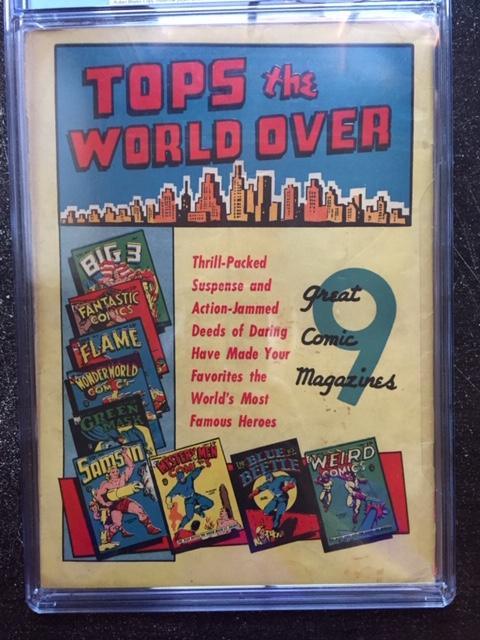 TOPS the
WORLD OVER
BIG 3
FANTASTIC
COMICS
FLAME
WONDERWORLD
COMICS
GREEN
MASK
SAMSON
MYSTERY MEN
COMICS
The BLUE
BEETLE
WEIRD
COMICS
Thrill-Packed
Suspense and
Action-Jammed
Deeds of Daring
Have Made Your
Favorites the
World's Most
Famous Heroes
9
Great
Comic
Magazines